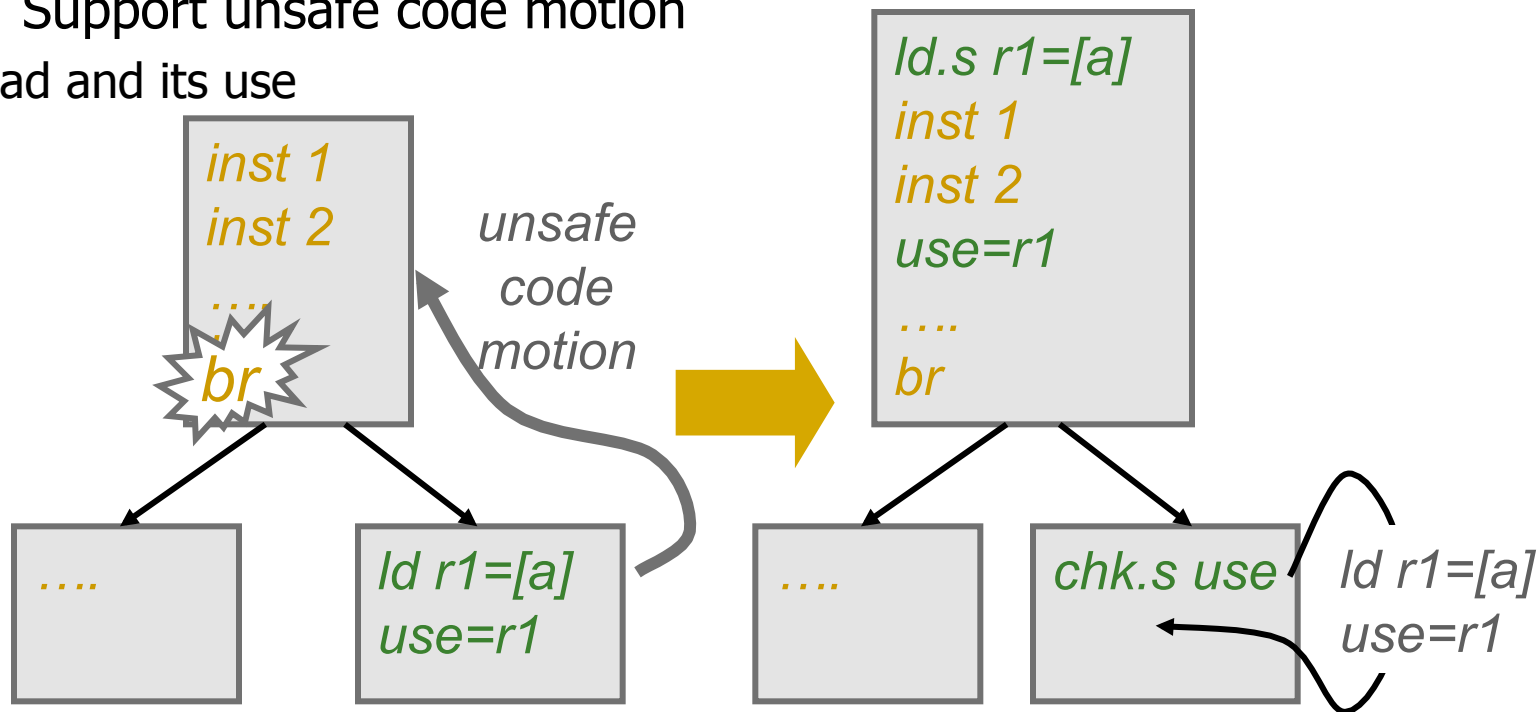 Support unsafe code motion
ad and its use
inst 1
inst 2
….
br
unsafe
code
motion
….
ld r1=[a]
use=r1
ld.s r1=[a]
inst 1
inst 2
use=r1
….
br
….
chk.s use
ld r1=[a]
use=r1